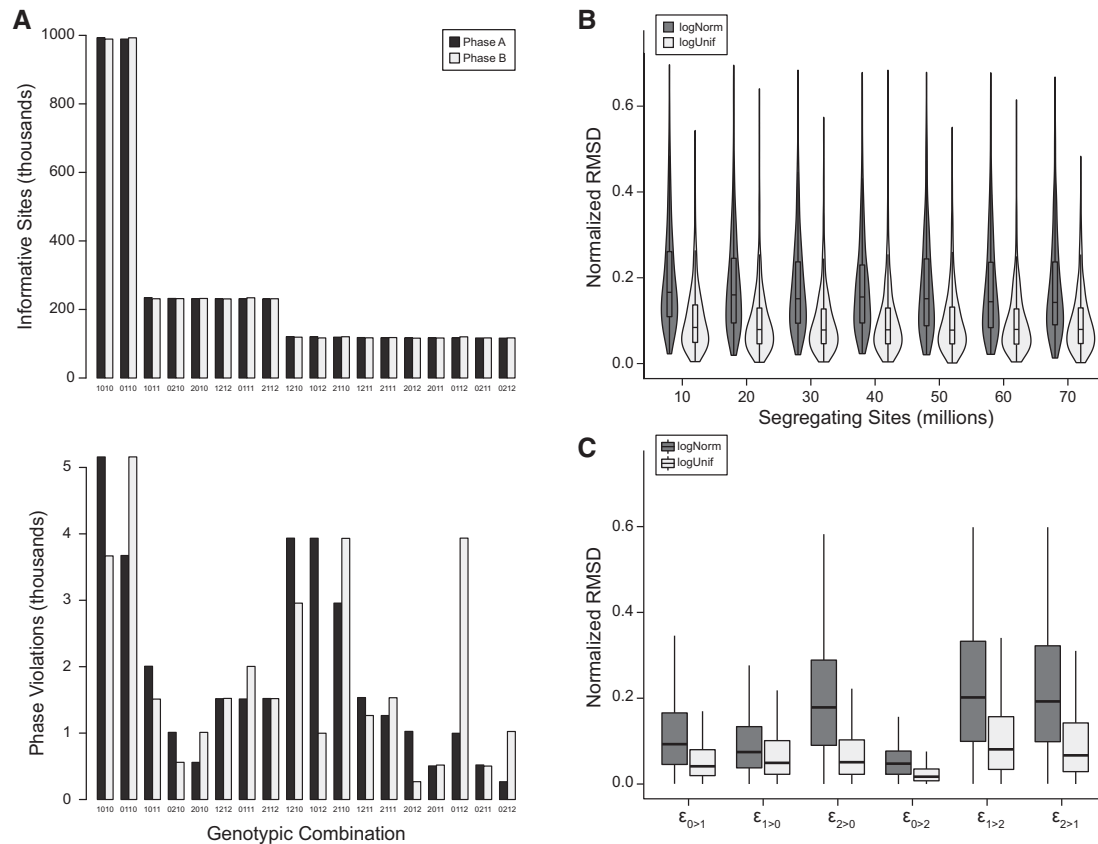 A
Informative Sites (thousands)
1000
800
600
400
200
0
Phase A
Phase B
1010 0110 1011 0210 2010 1212 0111 2112 1210 1012 2110 1211 2111 2012 2011 0112 0211 0212
Phase Violations (thousands)
5
4
3
2
1
0
1010 0110 1011 0210 2010 1212 0111 2112 1210 1012 2110 1211 2111 2012 2011 0112 0211 0212
Genotypic Combination
B
logNorm
logUnif
Normalized RMSD
0.6
0.4
0.2
0.0
10 20 30 40 50 60 70
Segregating Sites (millions)
C
logNorm
logUnif
Normalized RMSD
0.6
0.4
0.2
0.0
ε0>1 ε1>0 ε2>0 ε0>2 ε1>2 ε2>1